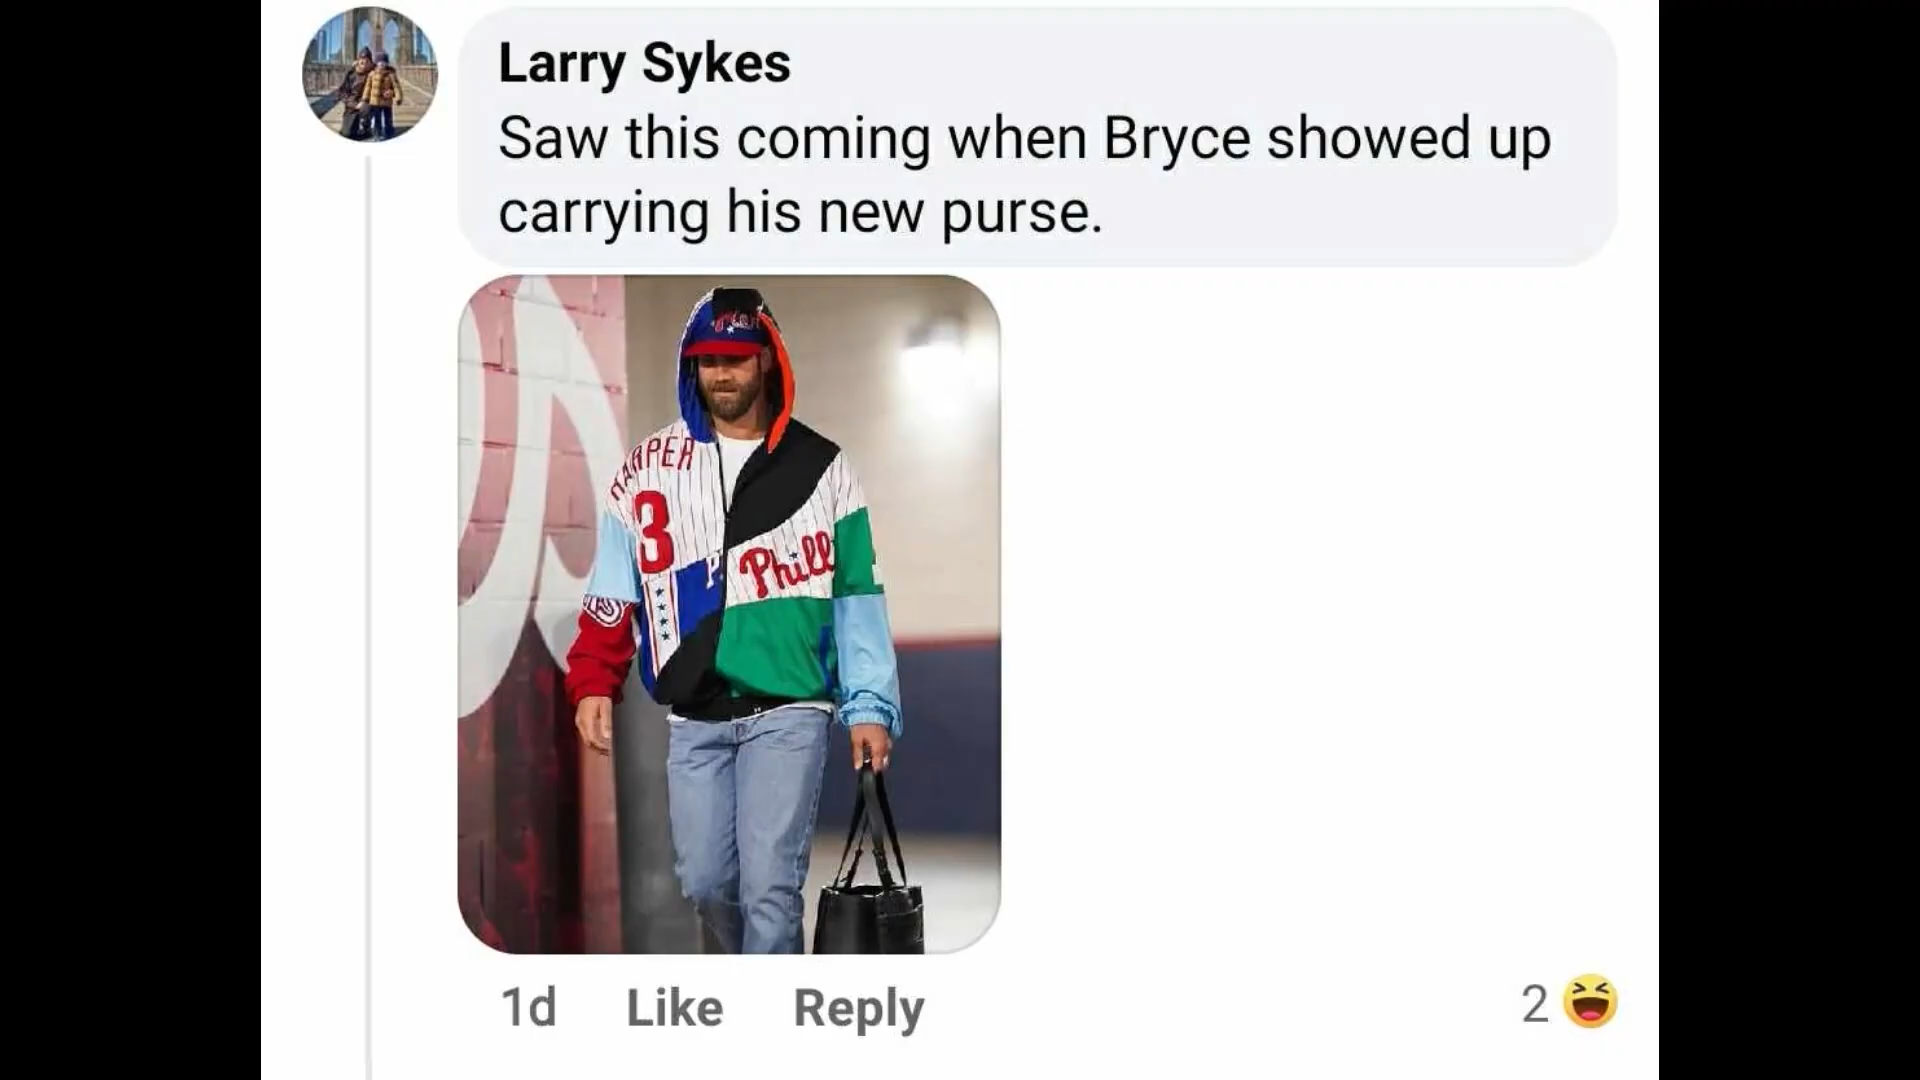 Larry Sykes
Saw this coming when Bryce showed up
carrying his new purse.
HARPER
3
P
Phill
1d Like Reply
2